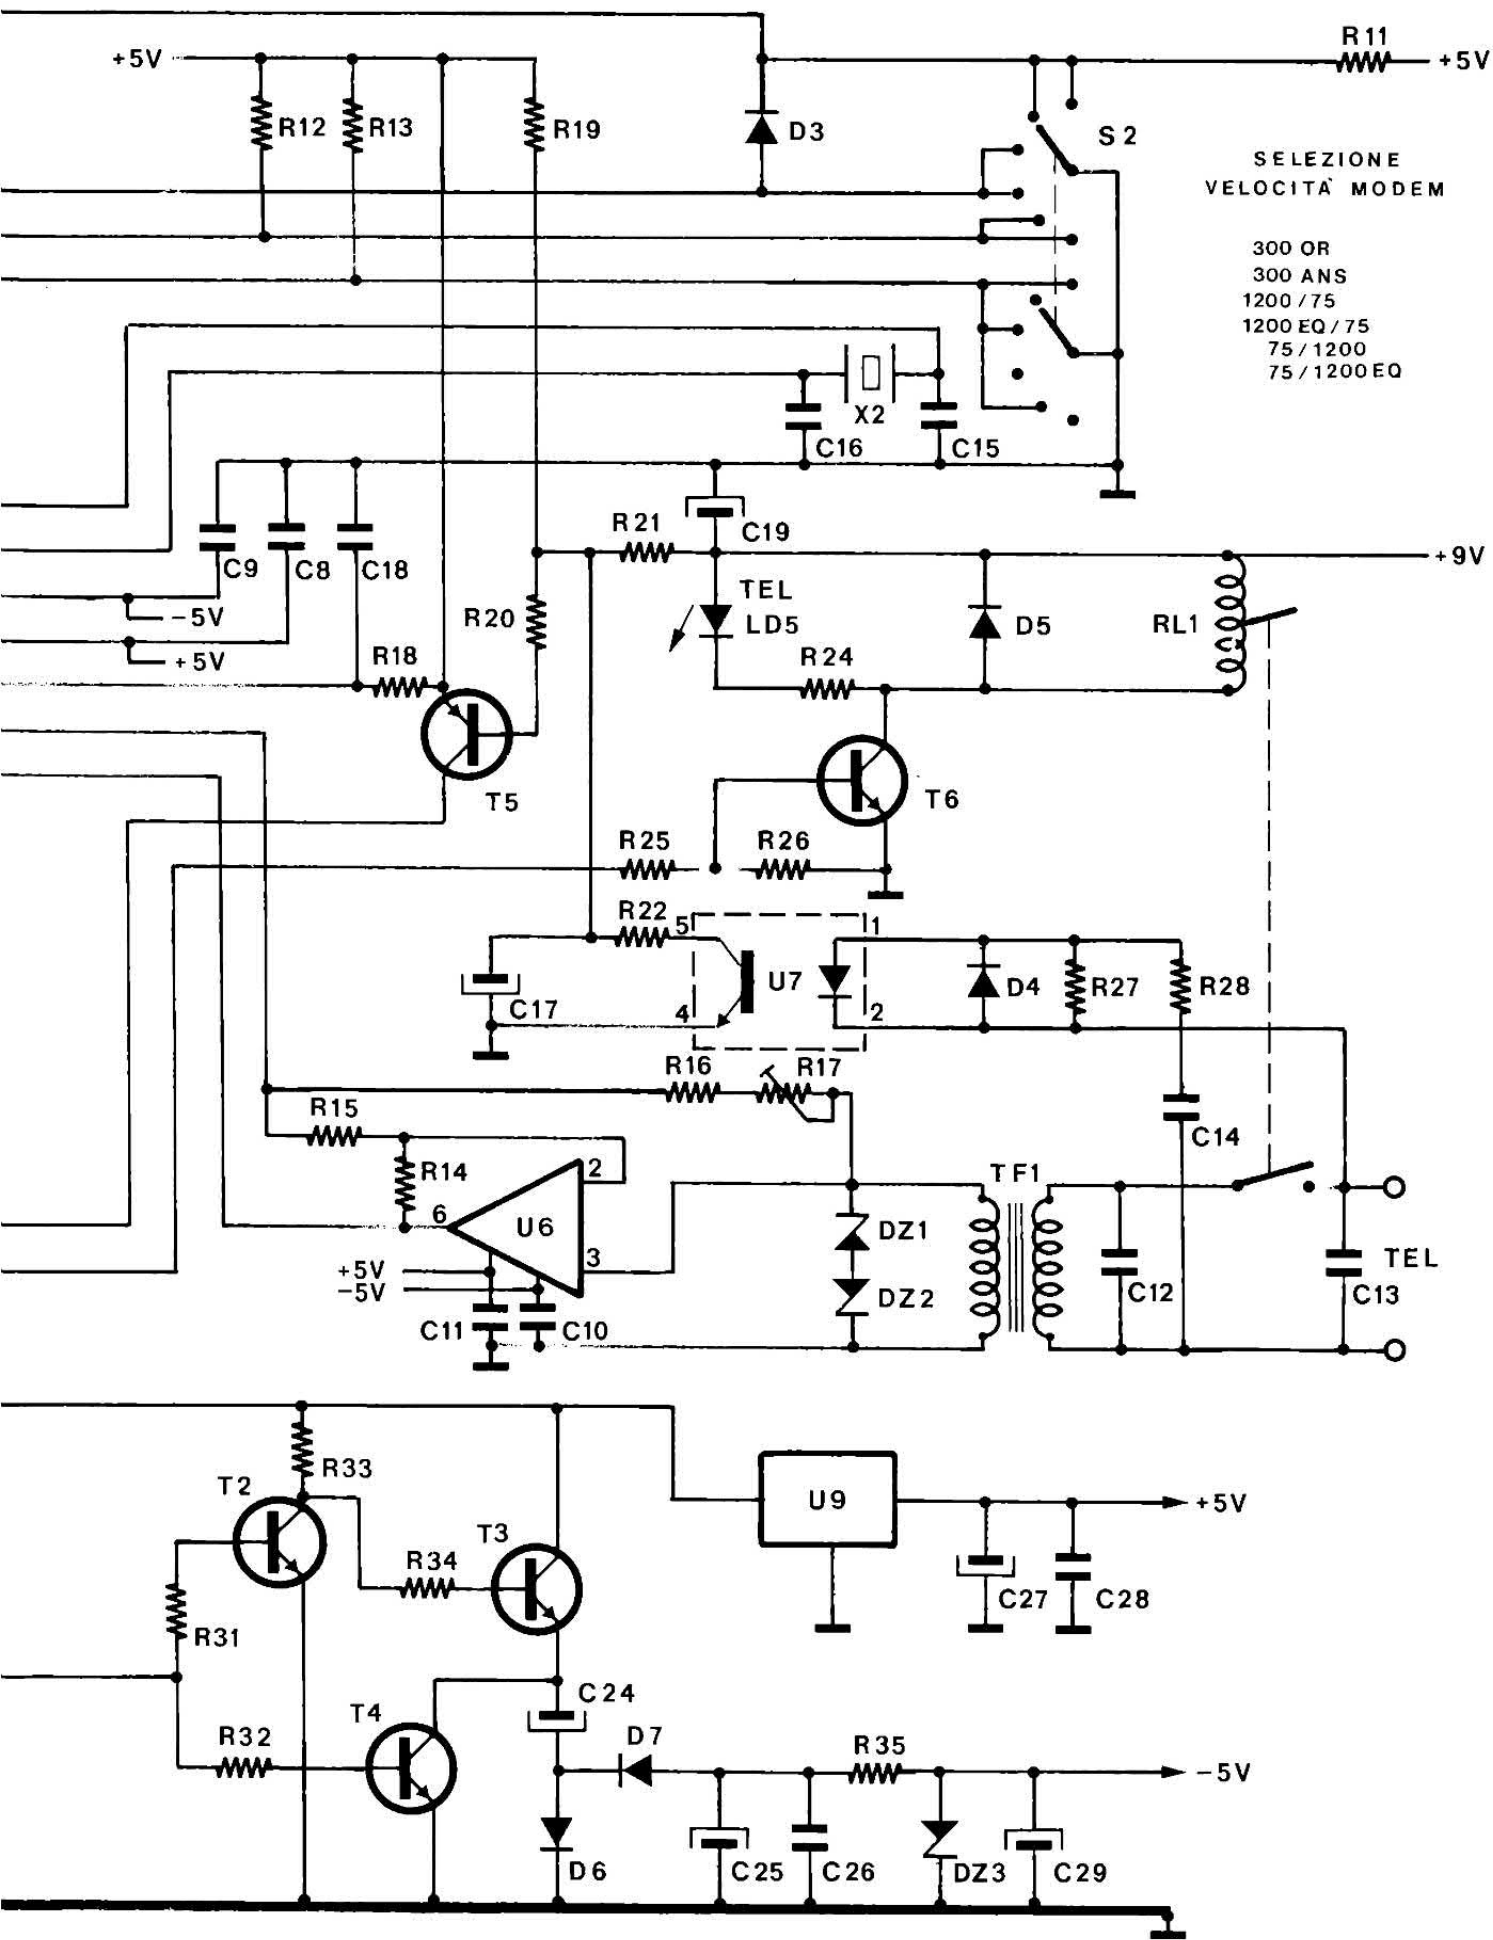 R11
+5V
+5V
R12
R13
R19
D3
S2
SELEZIONE
VELOCITÀ MODEM
300 OR
300 ANS
1200/75
1200 EQ/75
75/1200
75/1200EQ
X2
C16
C15
R21
C19
C9
C8
C18
+9V
-5V
+5V
R20
TEL
LD5
D5
RL1
R18
R24
T5
T6
R25
R26
R22
5
1
U7
C17
4
2
D4
R27
R28
R16
R17
R15
C14
R14
2
TF1
6
U6
DZ1
3
+5V
-5V
DZ2
TEL
C12
C13
C11
C10
R33
T2
U9
+5V
T3
R34
C27
C28
R31
C24
T4
R32
D7
R35
-5V
D6
C25
C26
DZ3
C29